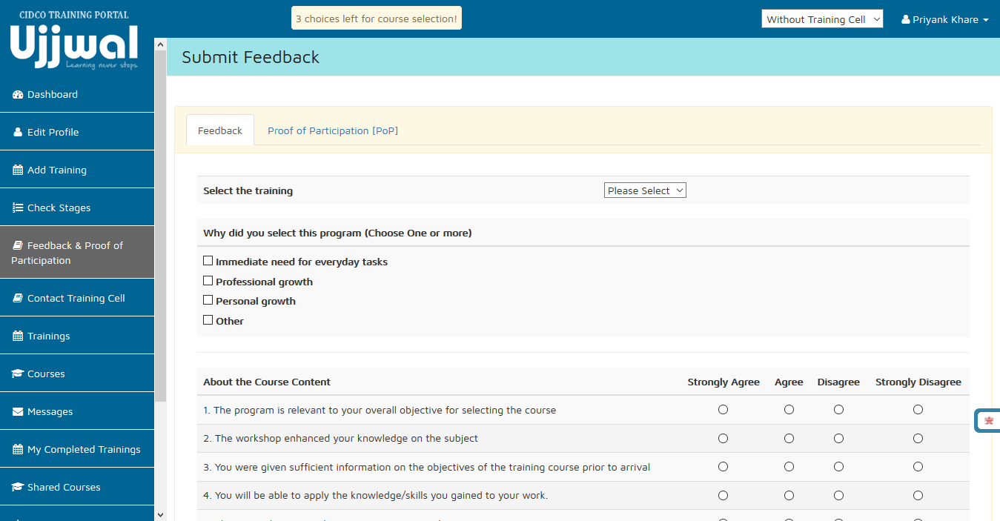 CIDCO TRAINING PORTAL
Ujjwal
Learning never stops
3 choices left for course selection!
Without Training Cell
Priyank Khare
Submit Feedback
Dashboard
Edit Profile
Add Training
Check Stages
Feedback & Proof of
Participation
Contact Training Cell
Trainings
Courses
Messages
My Completed Trainings
Shared Courses
Feedback
Proof of Participation [PoP]
Select the training Please Select
Why did you select this program (Choose One or more)
Immediate need for everyday tasks
Professional growth
Personal growth
Other
About the Course Content Strongly Agree Agree Disagree Strongly Disagree
1. The program is relevant to your overall objective for selecting the course
2. The workshop enhanced your knowledge on the subject
3. You were given sufficient information on the objectives of the training course prior to arrival
4. You will be able to apply the knowledge/skills you gained to your work.